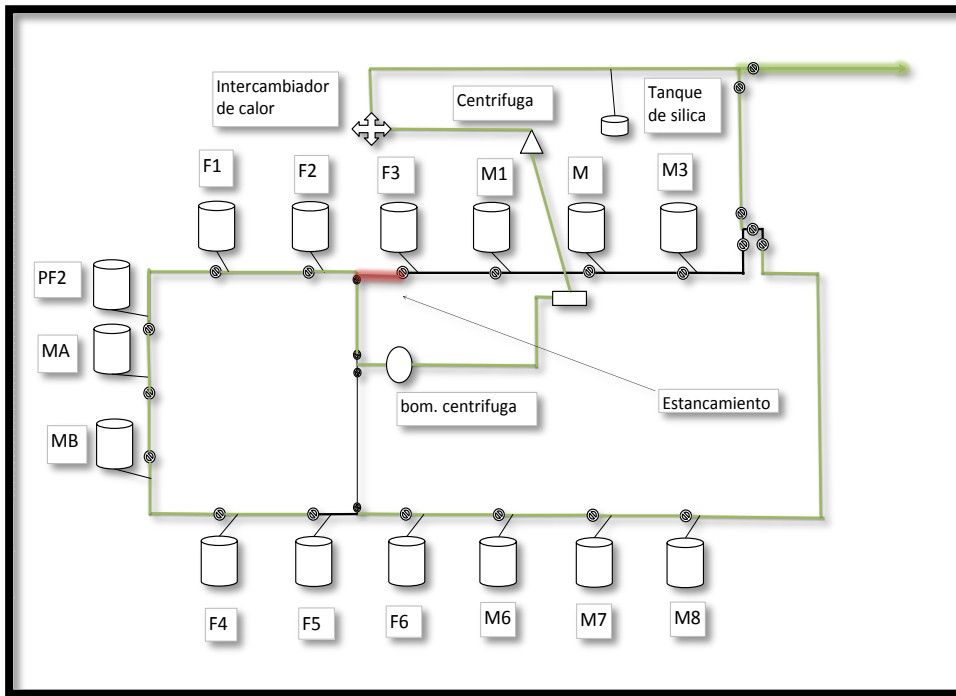 Intercambiador
de calor
Centrifuga
Tanque
de silica
F1
F2
F3
M1
M
M3
PF2
MA
MB
bom. centrifuga
Estancamiento
F4
F5
F6
M6
M7
M8